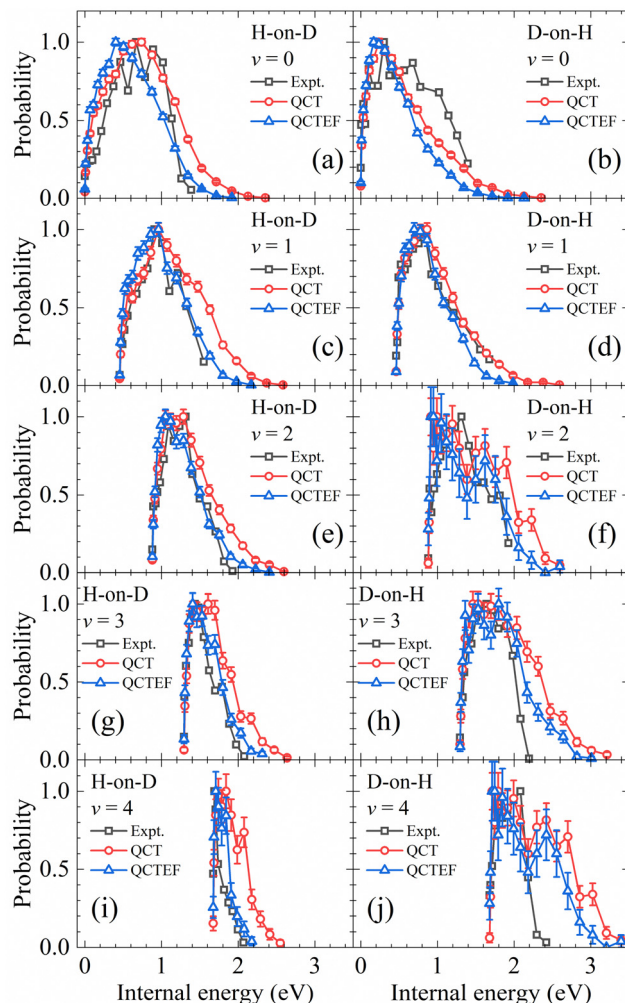 H-on-D
v = 0
Expt.
QCT
QCTEF
(a)
D-on-H
v = 0
Expt.
QCT
QCTEF
(b)
Probability
1.0
0.5
0.0
H-on-D
v = 1
Expt.
QCT
QCTEF
(c)
D-on-H
v = 1
Expt.
QCT
QCTEF
(d)
Probability
1.0
0.5
0.0
H-on-D
v = 2
Expt.
QCT
QCTEF
(e)
D-on-H
v = 2
Expt.
QCT
QCTEF
(f)
Probability
1.0
0.5
0.0
H-on-D
v = 3
Expt.
QCT
QCTEF
(g)
D-on-H
v = 3
Expt.
QCT
QCTEF
(h)
Probability
1.0
0.5
0.0
H-on-D
v = 4
Expt.
QCT
QCTEF
(i)
D-on-H
v = 4
Expt.
QCT
QCTEF
(j)
Probability
1.0
0.5
0.0
0 1 2 3 0 1 2 3
Internal energy (eV) Internal energy (eV)